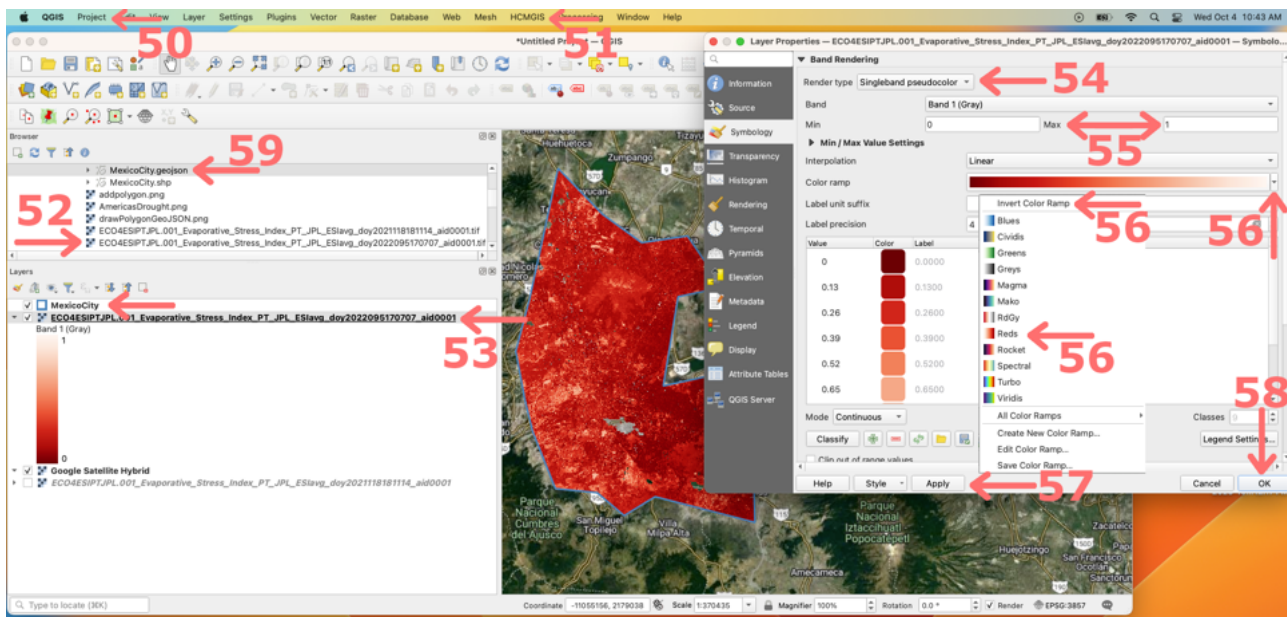 QGIS Project Edit View Layer Settings Plugins Vector Raster Database Web Mesh HCMGIS Processing Window Help
Wed Oct 4 10:43 AM
50
51
*Untitled Project — QGIS
Browser
MexicoCity.geojson
59
MexicoCity.shp
addpolygon.png
AmericasDrought.png
52
drawPolygonGeoJSON.png
ECO4ESIPTJPL.001_Evaporative_Stress_Index_PT_JPL_ESIavg_doy2021118181114_aid0001.tif
ECO4ESIPTJPL.001_Evaporative_Stress_Index_PT_JPL_ESIavg_doy2022095170707_aid0001.tif
Layers
MexicoCity
ECO4ESIPTJPL.001_Evaporative_Stress_Index_PT_JPL_ESIavg_doy2022095170707_aid0001
53
Band 1 (Gray)
1
0
Google Satellite Hybrid
ECO4ESIPTJPL.001_Evaporative_Stress_Index_PT_JPL_ESIavg_doy2021118181114_aid0001
Type to locate (⌘K)
Huehuetoca
Zumpango
Parque
Nacional
Cumbres
del Ajusco
San Miguel
Topilejo
Villa
Milpa Alta
115
Parque
Nacional
Iztaccíhuatl
Popocatépetl
Amecameca
Huejotzingo
San Francisco
Ocotlán
190
Coordinate -11055156, 2179038 Scale 1:370435 Magnifier 100% Rotation 0.0 ° Render EPSG:3857
Layer Properties — ECO4ESIPTJPL.001_Evaporative_Stress_Index_PT_JPL_ESIavg_doy2022095170707_aid0001 — Symbolo...
Information
Source
Symbology
Transparency
Histogram
Rendering
Temporal
Pyramids
Elevation
Metadata
Legend
Display
Attribute Tables
QGIS Server
Band Rendering
Render type Singleband pseudocolor
54
Band Band 1 (Gray)
Min 0 Max 1
55
Min / Max Value Settings
Interpolation Linear
Color ramp
Label unit suffix
Label precision 4
Value Color Label
0 0.0000
0.13 0.1300
0.26 0.2600
0.39 0.3900
0.52 0.5200
0.65 0.6500
Invert Color Ramp
56
56
Blues
Cividis
Greens
Greys
Magma
Mako
RdGy
Reds
56
Rocket
Spectral
Turbo
Viridis
All Color Ramps
Create New Color Ramp...
Edit Color Ramp...
Save Color Ramp...
Mode Continuous
Classes 9
58
Classify
Legend Settings...
Clip out of range values
Help Style Apply
57
Cancel OK